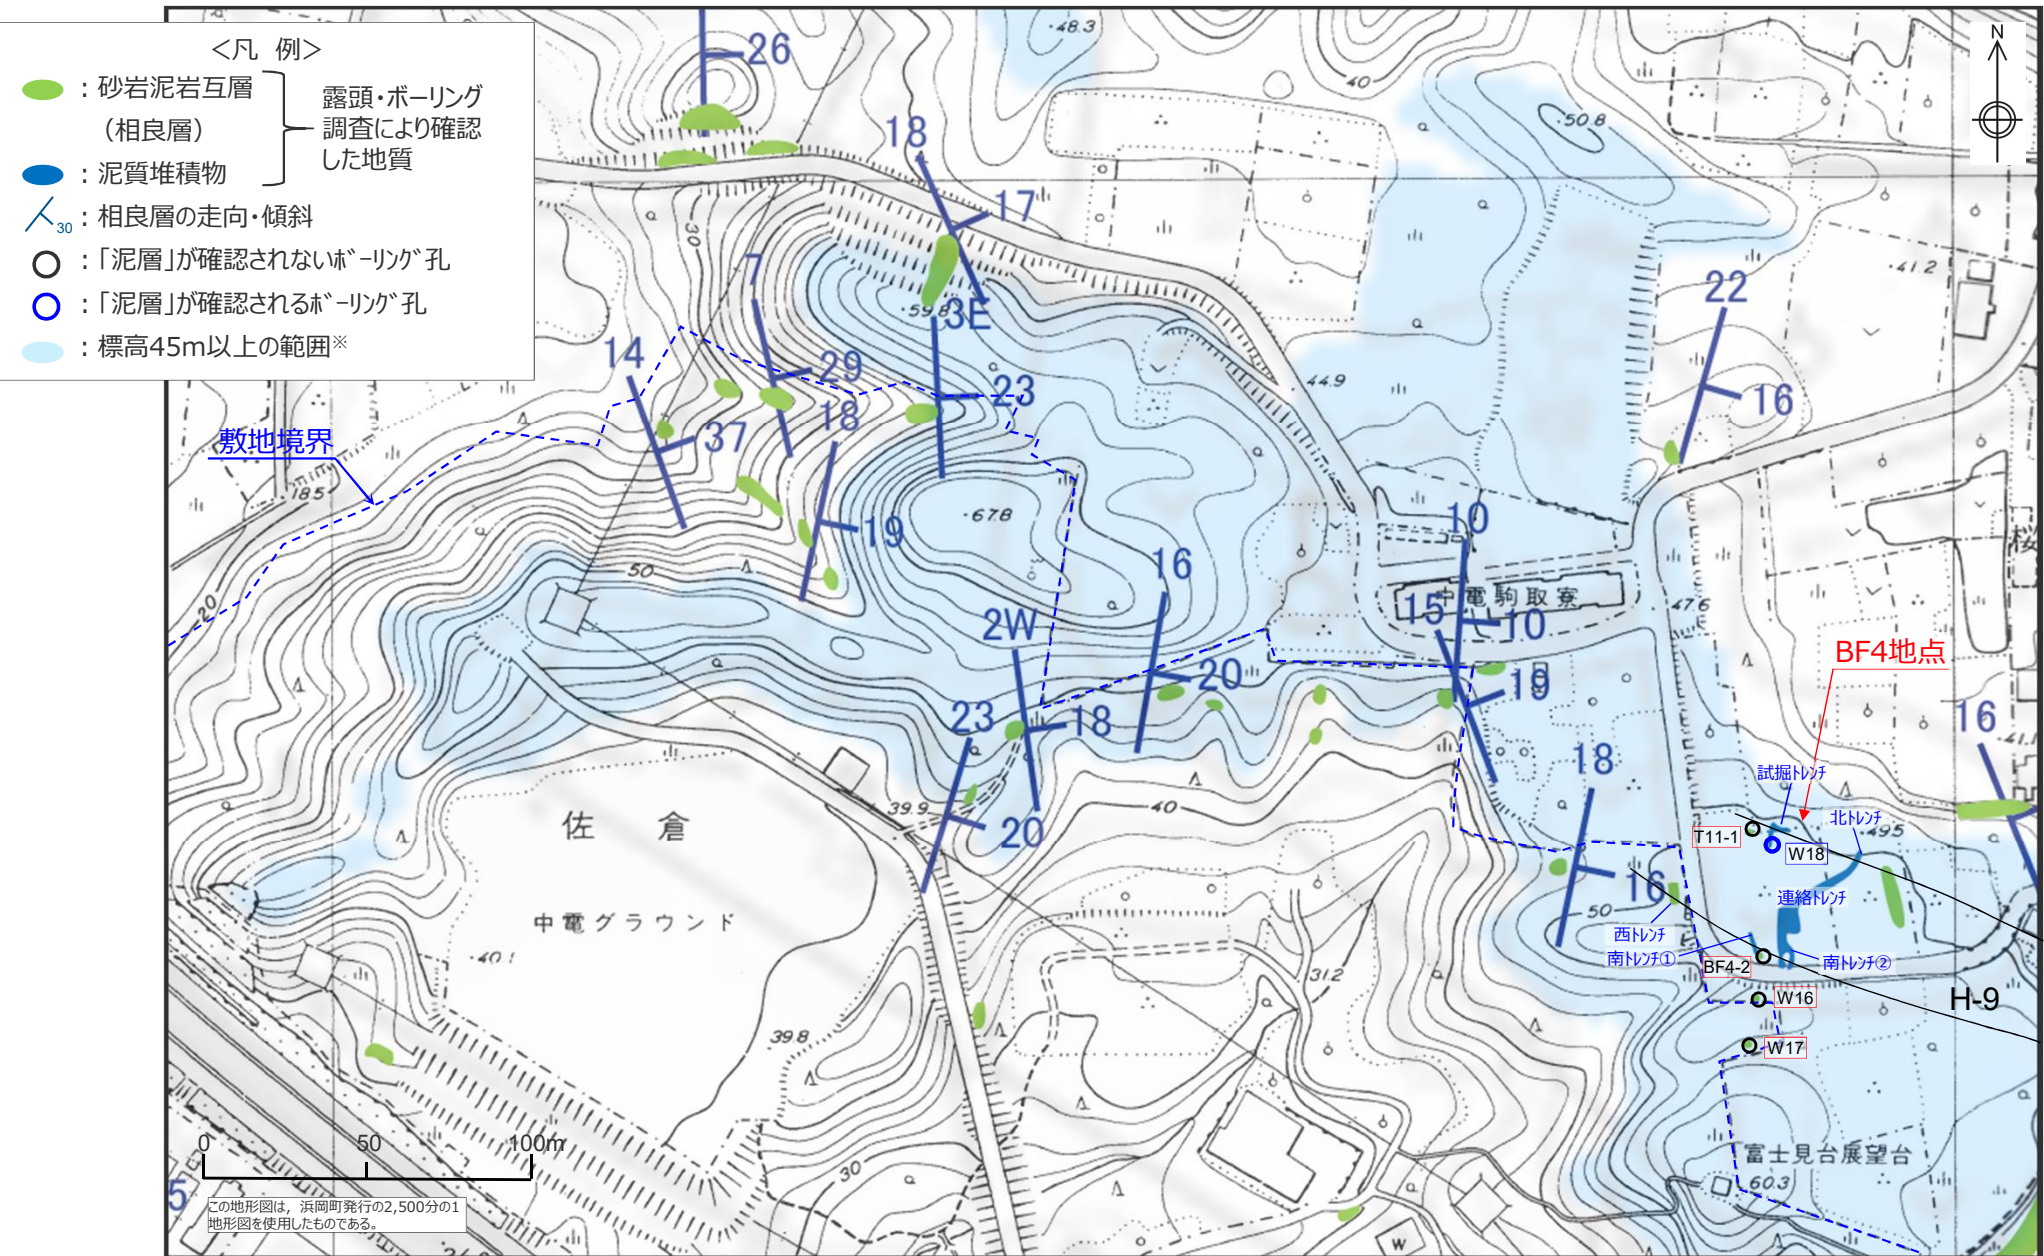 ＜凡 例＞
：砂岩泥岩互層
（相良層）
：泥質堆積物
露頭・ボーリング
調査により確認
した地質
30
：相良層の走向・傾斜
：「泥層」が確認されないﾎﾞｰﾘﾝｸﾞ孔
：「泥層」が確認されるﾎﾞｰﾘﾝｸﾞ孔
：標高45m以上の範囲※
N
26
·48.3
40
·50.8
18
17
30
·41.2
7
·59.8
3E
22
14
29
44.9
23
16
18
37
敷地境界
18.5
·67.8
19
10
桜
50
16
中電駒取寮
47.6
20
2W
15
10
BF4地点
20
19
23
18
16
41.1
18
試掘ﾄﾚﾝﾁ
40
39.9
佐 倉
20
北ﾄﾚﾝﾁ
·49.5
T11-1
W18
16
連絡ﾄﾚﾝﾁ
中電グラウンド
50
西ﾄﾚﾝﾁ
南ﾄﾚﾝﾁ①
·40.1
31.2
BF4-2
南ﾄﾚﾝﾁ②
W16
H-9
39.8
W17
0
50
100m
富士見台展望台
30
60.3
5
この地形図は，浜岡町発行の2,500分の1
地形図を使用したものである。
W